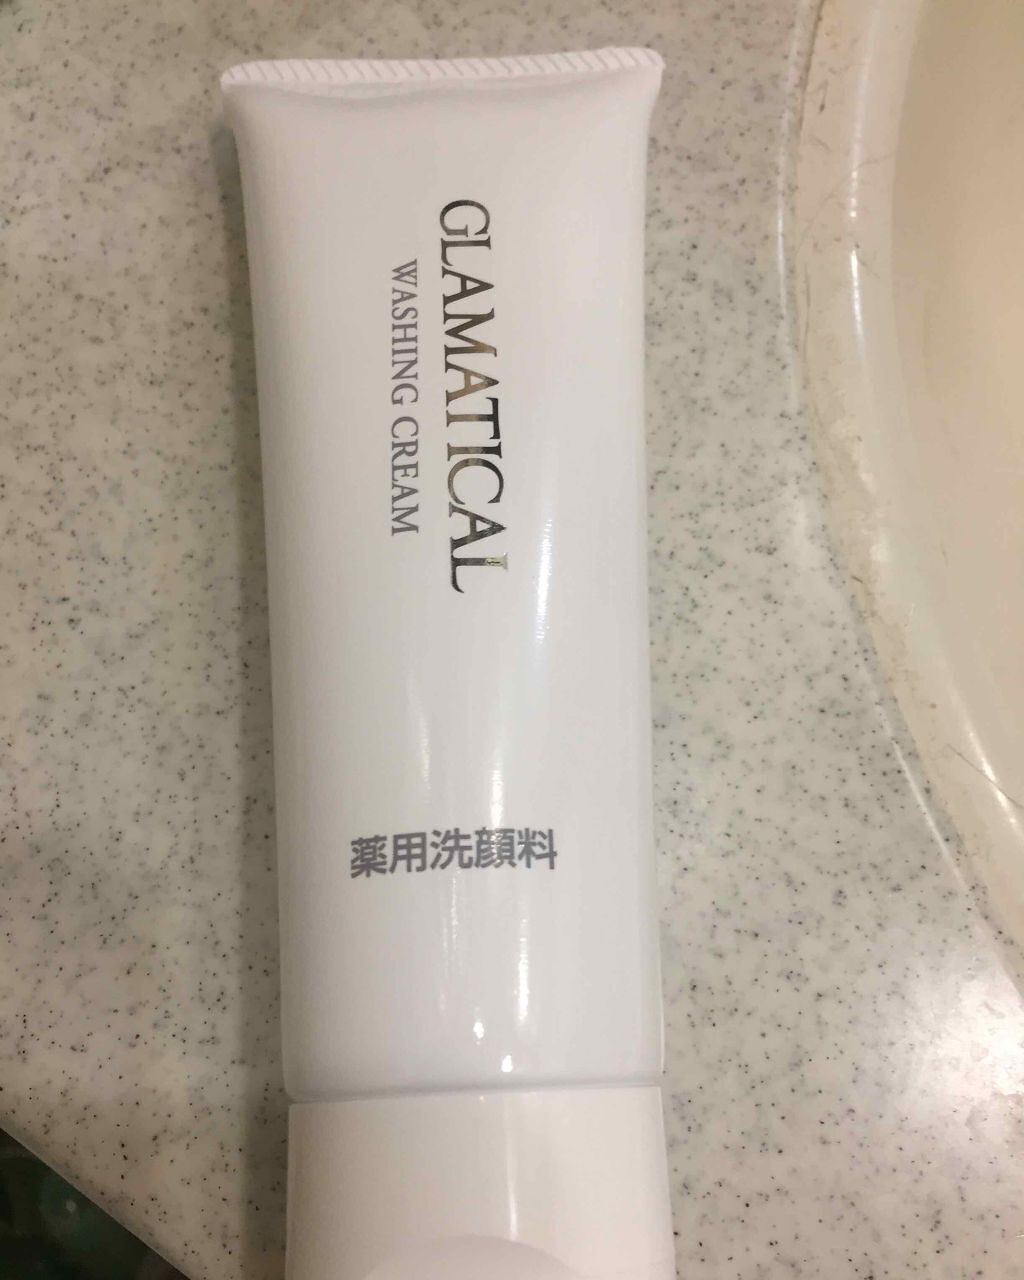 GLAMATICAL
WASHING CREAM
薬用洗顔料